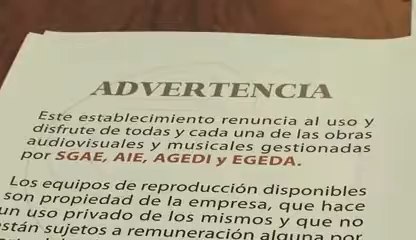 ADVERTENCIA
Este establecimiento renuncia al uso y
disfrute de todas y cada una de las obras
audiovisuales y musicales gestionadas
por SGAE, AIE, AGEDI y EGEDA.
Los equipos de reproducción disponibles
son propiedad de la empresa, que hace
un uso privado de los mismos y que no
están sujetos a remuneración alguna por